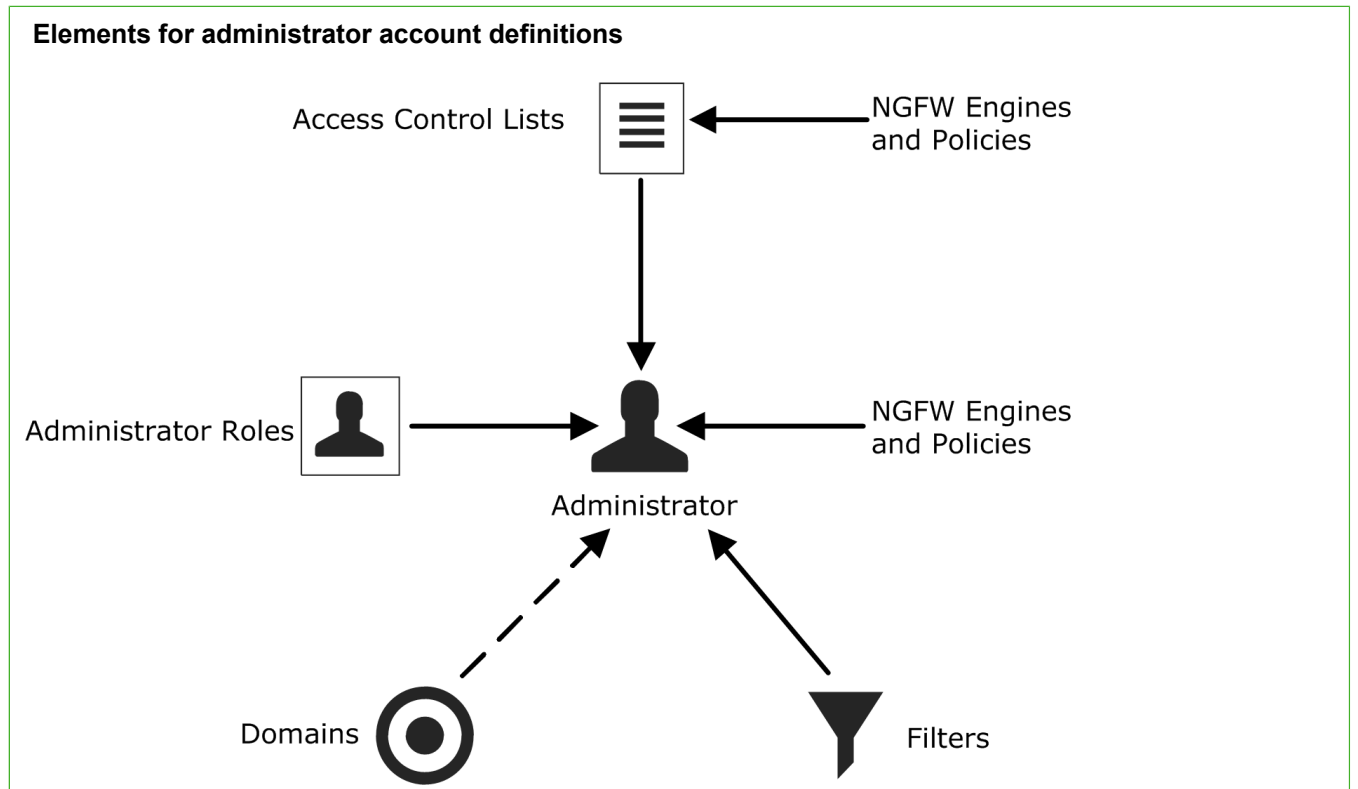 Elements for administrator account definitions
Access Control Lists
NGFW Engines
and Policies
Administrator Roles
NGFW Engines
and Policies
Administrator
Domains
Filters